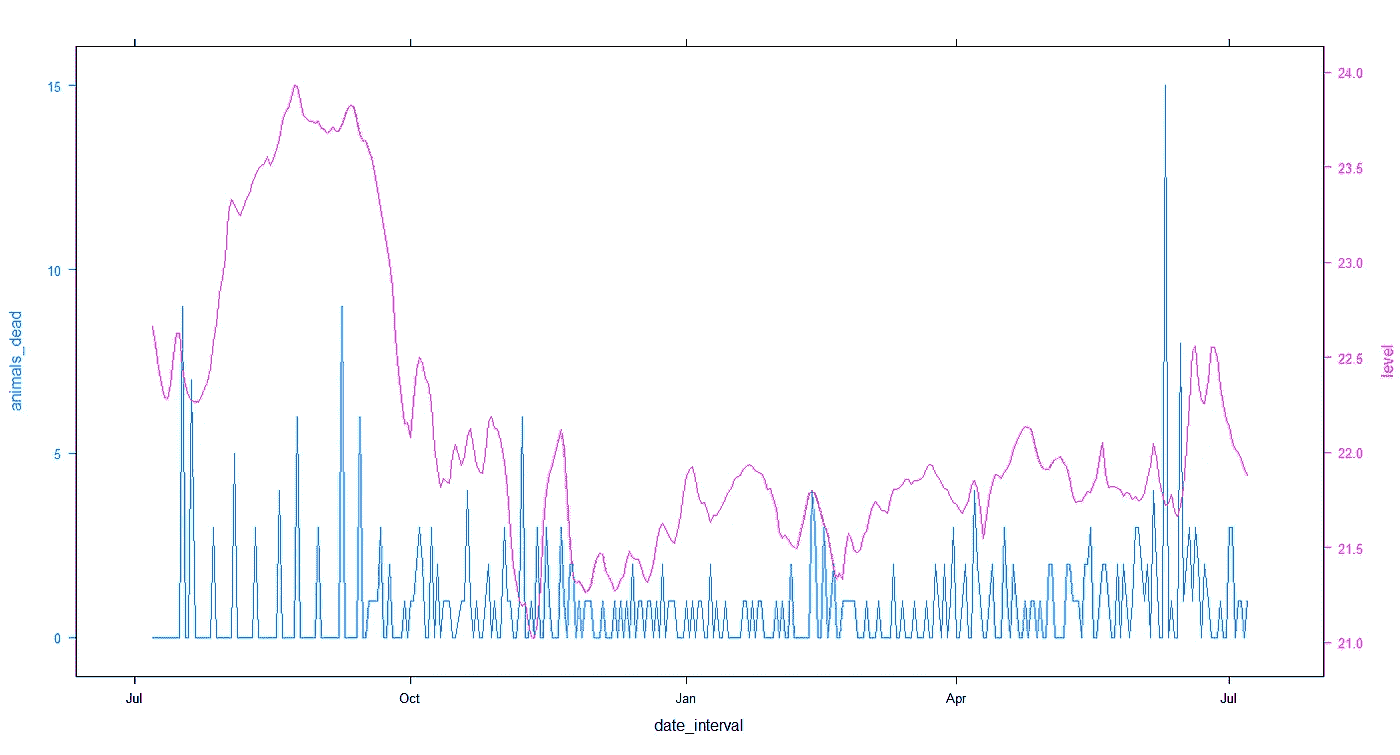 15
10
5
0
animals_dead
24.0
23.5
23.0
22.5
22.0
21.5
21.0
level
Jul
Oct
Jan
Apr
Jul
date_interval